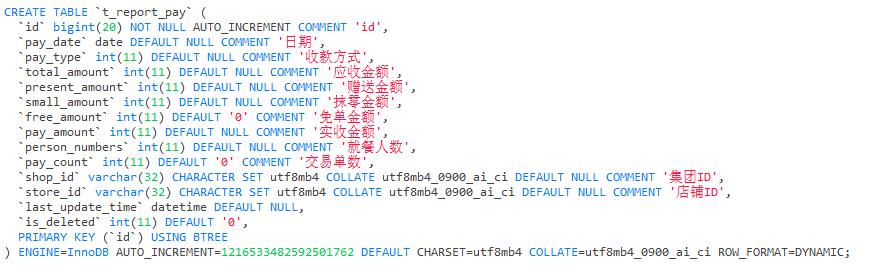 CREATE TABLE `t_report_pay` (
  `id` bigint(20) NOT NULL AUTO_INCREMENT COMMENT 'id',
  `pay_date` date DEFAULT NULL COMMENT '日期',
  `pay_type` int(11) DEFAULT NULL COMMENT '收款方式',
  `total_amount` int(11) DEFAULT NULL COMMENT '应收金额',
  `present_amount` int(11) DEFAULT NULL COMMENT '赠送金额',
  `small_amount` int(11) DEFAULT NULL COMMENT '抹零金额',
  `free_amount` int(11) DEFAULT '0' COMMENT '免单金额',
  `pay_amount` int(11) DEFAULT NULL COMMENT '实收金额',
  `person_numbers` int(11) DEFAULT NULL COMMENT '就餐人数',
  `pay_count` int(11) DEFAULT '0' COMMENT '交易单数',
  `shop_id` varchar(32) CHARACTER SET utf8mb4 COLLATE utf8mb4_0900_ai_ci DEFAULT NULL COMMENT '集团ID',
  `store_id` varchar(32) CHARACTER SET utf8mb4 COLLATE utf8mb4_0900_ai_ci DEFAULT NULL COMMENT '店铺ID',
  `last_update_time` datetime DEFAULT NULL,
  `is_deleted` int(11) DEFAULT '0',
  PRIMARY KEY (`id`) USING BTREE
) ENGINE=InnoDB AUTO_INCREMENT=1216533482592501762 DEFAULT CHARSET=utf8mb4 COLLATE=utf8mb4_0900_ai_ci ROW_FORMAT=DYNAMIC;